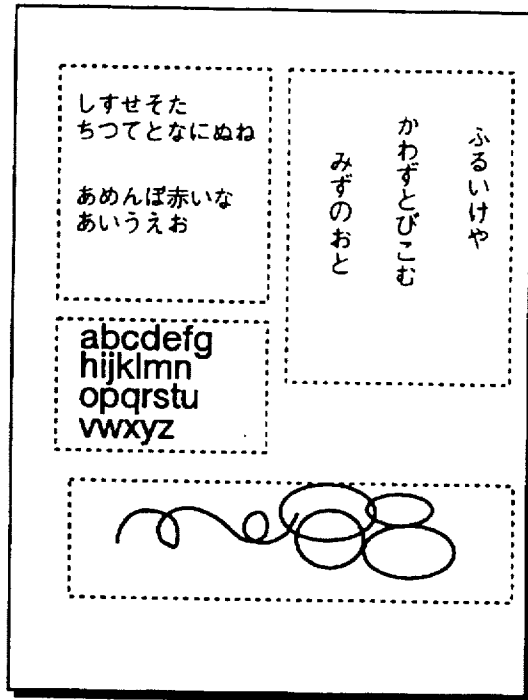 しすせそた
ちつてとなにぬね
あめんぼ赤いな
あいうえお
ふるいけや
かわずとびこむ
みずのおと
abcdefg
hijklmn
opqrstu
vwxyz